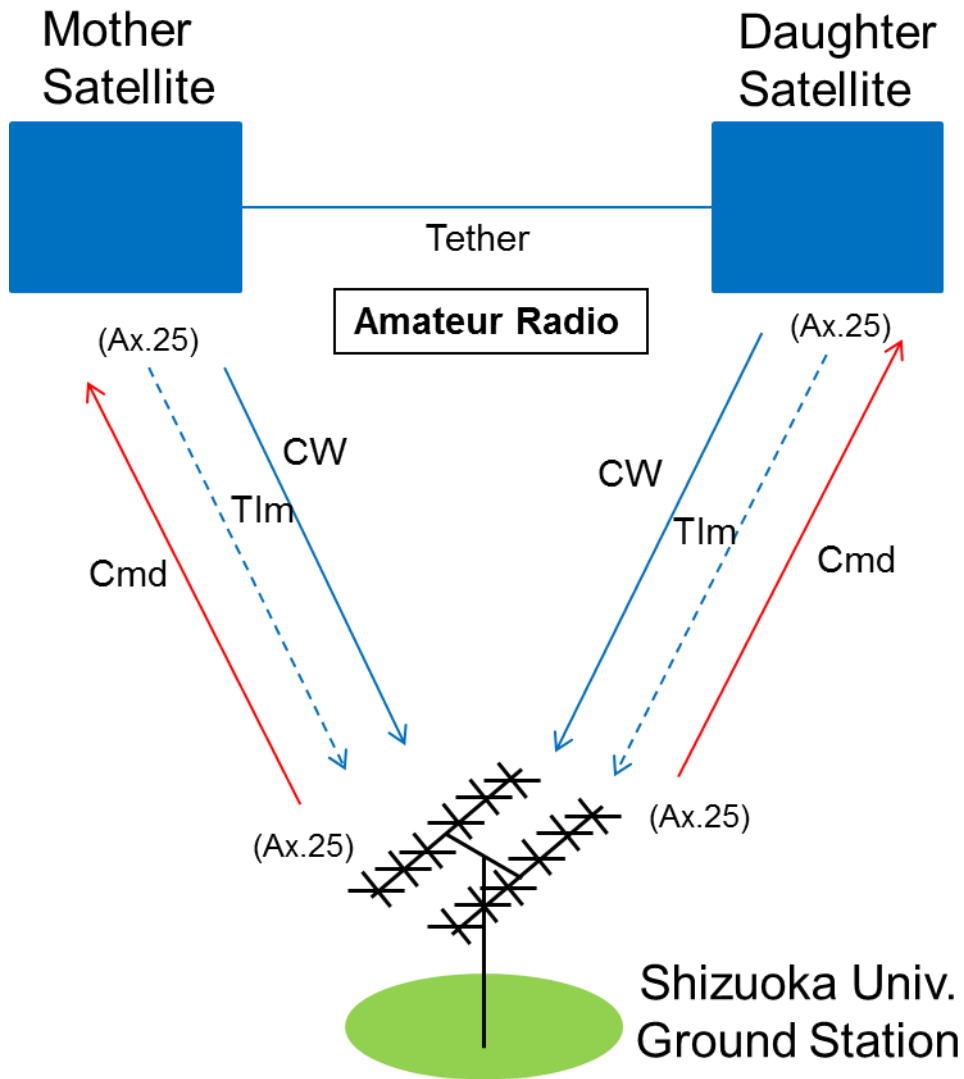 Mother
Satellite
Daughter
Satellite
Tether
Amateur Radio
(Ax.25)
(Ax.25)
CW
CW
Tlm
Tlm
Cmd
Cmd
(Ax.25)
(Ax.25)
Shizuoka Univ.
Ground Station